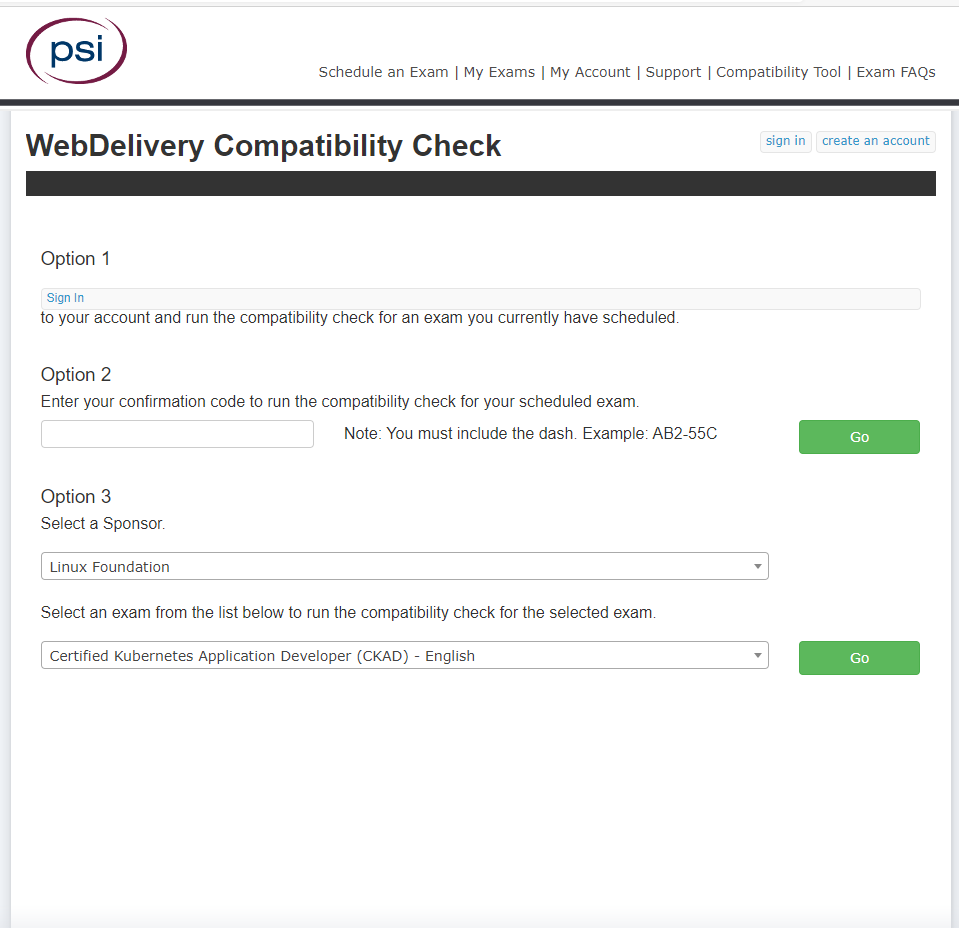 psi
Schedule an Exam | My Exams | My Account | Support | Compatibility Tool | Exam FAQs
WebDelivery Compatibility Check
sign in create an account
Option 1
Sign In
to your account and run the compatibility check for an exam you currently have scheduled.
Option 2
Enter your confirmation code to run the compatibility check for your scheduled exam.
Note: You must include the dash. Example: AB2-55C
Go
Option 3
Select a Sponsor.
Linux Foundation
Select an exam from the list below to run the compatibility check for the selected exam.
Certified Kubernetes Application Developer (CKAD) - English
Go